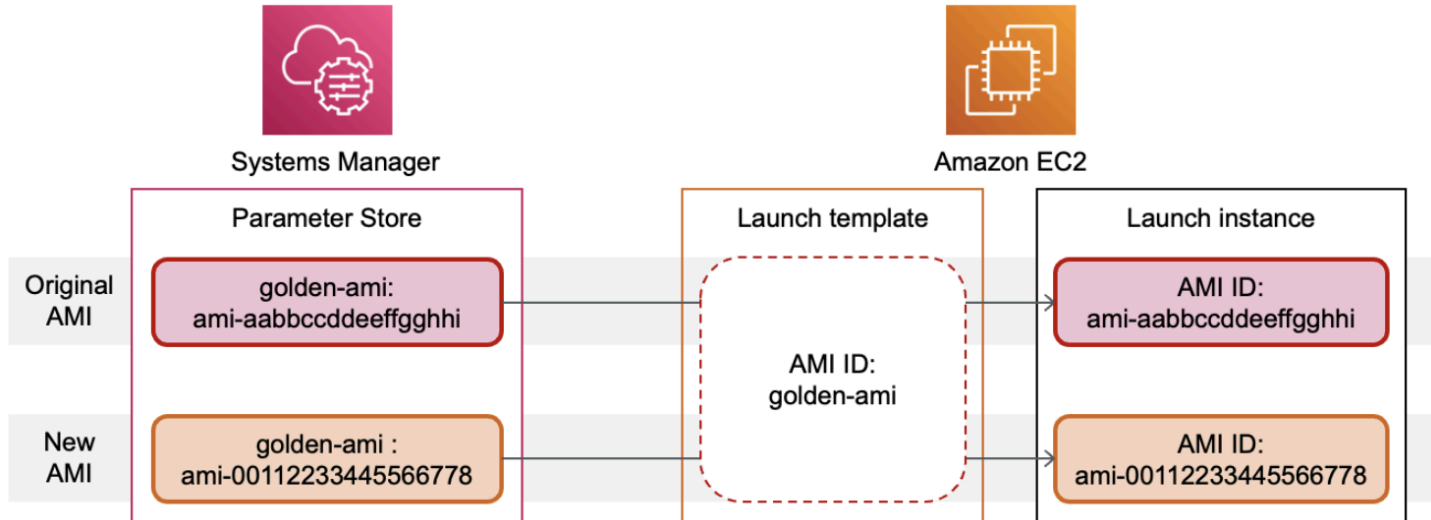 Systems Manager
Amazon EC2
Parameter Store
Launch template
Launch instance
Original
AMI
golden-ami:
ami-aabbccddeeffgghhi
AMI ID:
golden-ami
AMI ID:
ami-aabbccddeeffgghhi
New
AMI
golden-ami :
ami-00112233445566778
AMI ID:
ami-00112233445566778